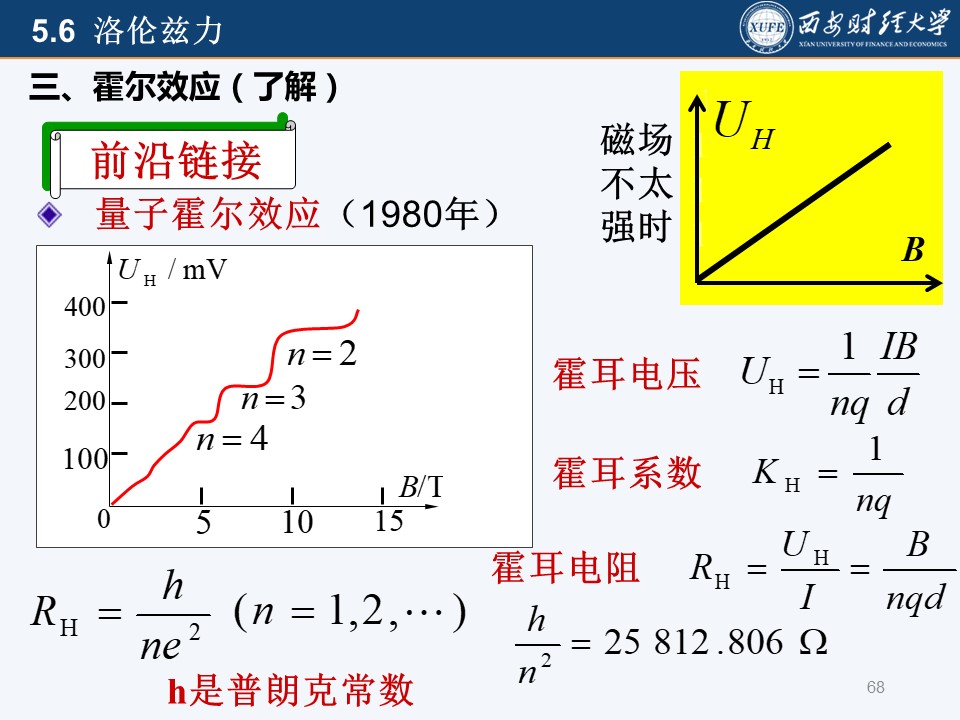 5.6 洛伦兹力
XUFE
西安财经大学
XI'AN UNIVERSITY OF FINANCE AND ECONOMICS
三、霍尔效应（了解）
前沿链接
量子霍尔效应（1980年）
磁场
不太
强时
U_H
B
U_H / mV
400
300
200
100
0
5
10
15
B/T
n = 2
n = 3
n = 4
霍耳电压 U_H = \frac{1}{nq} \frac{IB}{d}
霍耳系数 K_H = \frac{1}{nq}
霍耳电阻 R_H = \frac{U_H}{I} = \frac{B}{nqd}
R_H = \frac{h}{ne^2} (n = 1,2,⋯)
\frac{h}{n^2} = 25 812.806 Ω
h是普朗克常数
68